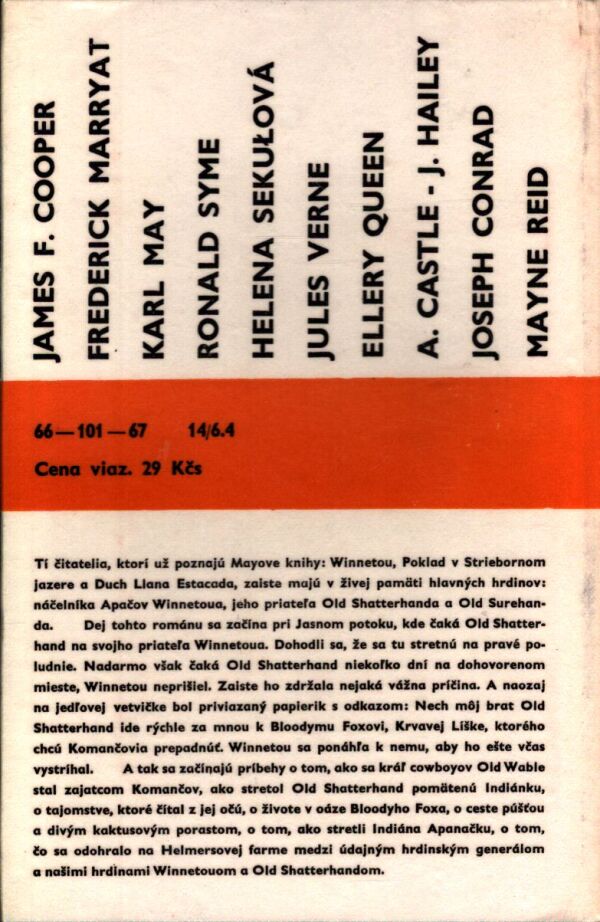 JAMES F. COOPER
FREDERICK MARRYAT
KARL MAY
RONALD SYME
HELENA SEKUŁOVÁ
JULES VERNE
ELLERY QUEEN
A. CASTLE - J. HAILEY
JOSEPH CONRAD
MAYNE REID
66—101—67 14/6.4
Cena viaz. 29 Kčs
Tí čitatelia, ktorí už poznajú Mayove knihy: Winnetou, Poklad v Striebornom
jazere a Duch Llana Estacada, zaiste majú v živej pamäti hlavných hrdinov:
náčelníka Apačov Winnetoua, jeho priateľa Old Shatterhanda a Old Surehan-
da. Dej tohto románu sa začína pri Jasnom potoku, kde čaká Old Shatter-
hand na svojho priateľa Winnetoua. Dohodli sa, že sa tu stretnú na pravé po-
ludnie. Nadarmo však čaká Old Shatterhand niekoľko dní na dohovorenom
mieste, Winnetou neprišiel. Zaiste ho zdržala nejaká vážna príčina. A naozaj
na jedľovej vetvičke bol priviazaný papierik s odkazom: Nech môj brat Old
Shatterhand ide rýchle za mnou k Bloodymu Foxovi, Krvavej Líške, ktorého
chcú Komančovia prepadnúť. Winnetou sa ponáhľa k nemu, aby ho ešte včas
vystríhal. A tak sa začínajú príbehy o tom, ako sa kráľ cowboyov Old Wable
stal zajatcom Komančov, ako stretol Old Shatterhand pomätenú Indiánku,
o tajomstve, ktoré čítal z jej očú, o živote v oáze Bloodyho Foxa, o ceste púšťou
a divým kaktusovým porastom, o tom, ako stretli Indiána Apanačku, o tom,
čo sa odohralo na Helmersovej farme medzi údajným hrdinským generálom
a našimi hrdinami Winnetouom a Old Shatterhandom.